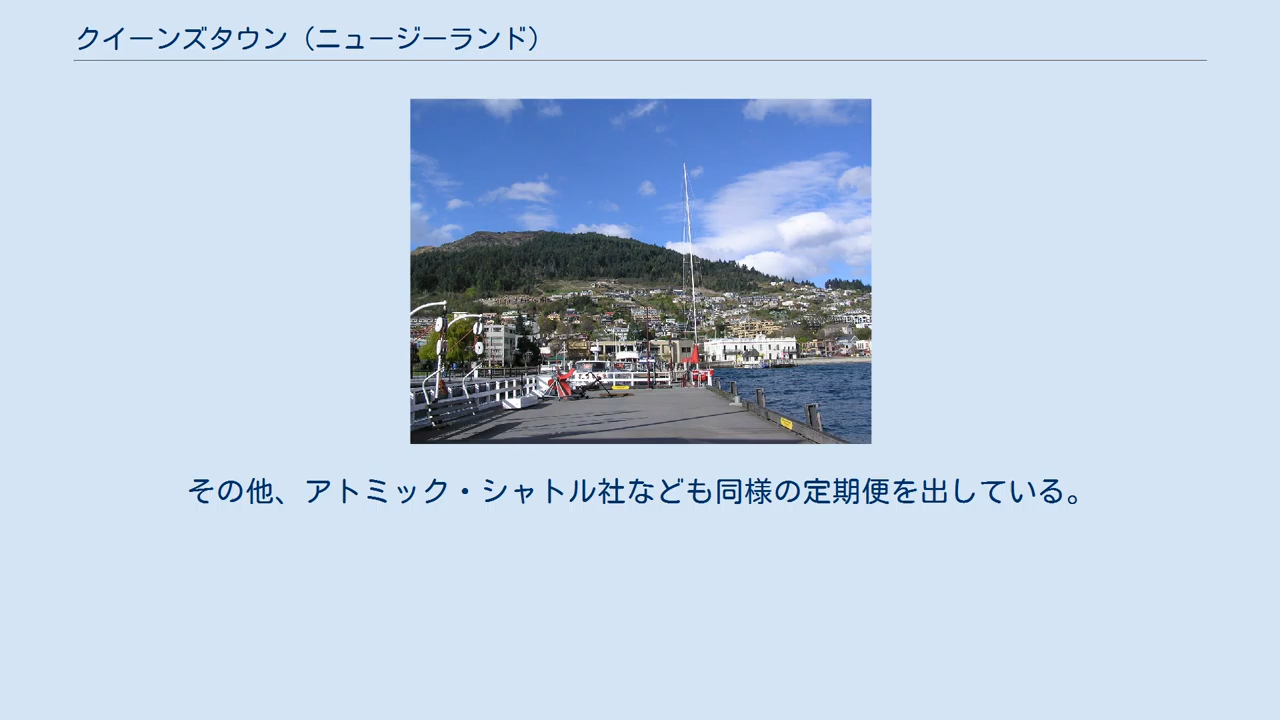 クイーンズタウン（ニュージーランド）
その他、アトミック・シャトル社なども同様の定期便を出している。